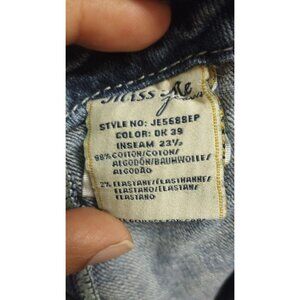 Miss Me
STYLE NO: JE5688EP
COLOR: DK 39
INSEAM 23½
98% COTTON/COTON/
ALGODÓN/BAUMWOLLE/
ALGODÃO
2% ELASTANE/ÉLASTHANNE/
ELASTANO/ELASTAN/
ELASTANO